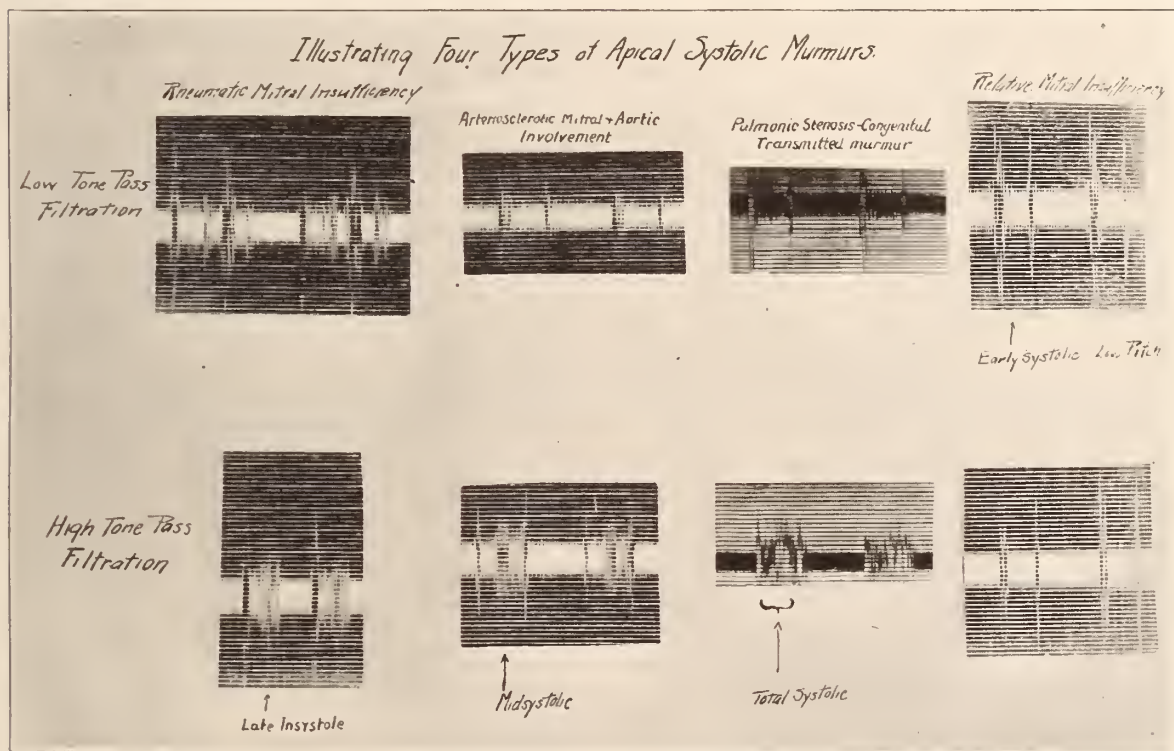 Illustrating Four Types of Apical Systolic Murmurs.
Rheumatic Mitral Insufficiency
Arteriosclerotic Mitral + Aortic
Involvement
Pulmonic Stenosis-Congenital
Transmitted murmur
Relative Mitral Insufficiency
Low Tone Pass
Filtration
Early Systolic Low Pitch
High Tone Pass
Filtration
Late Insystole
Midsystolic
Total Systolic